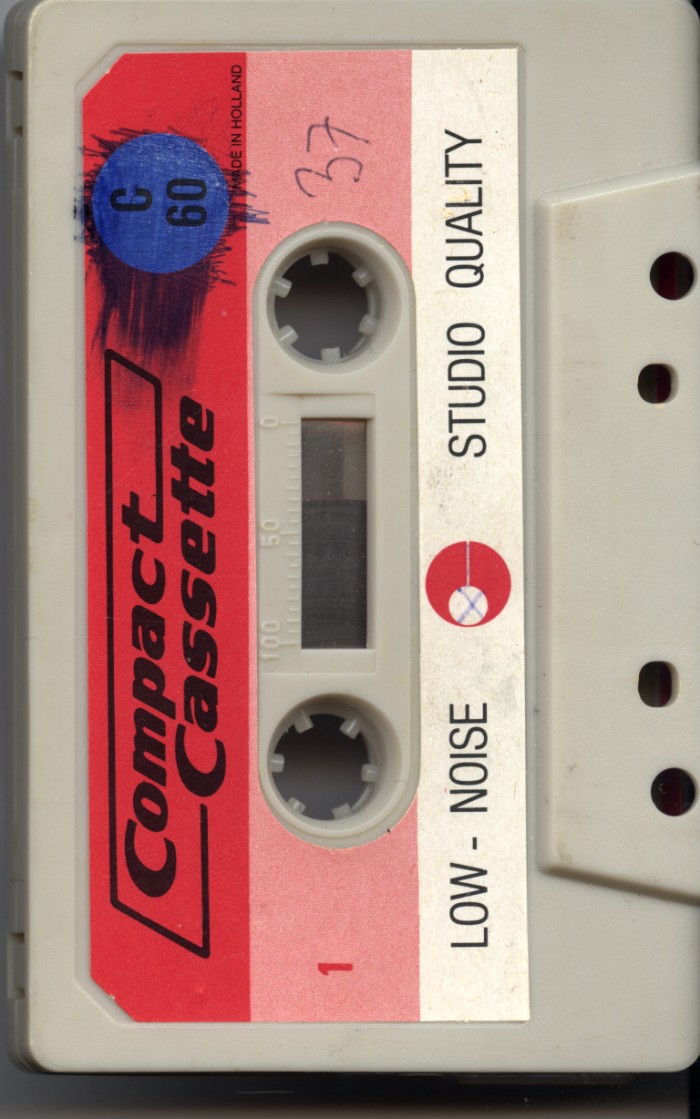 Compact
Cassette
C
60
MADE IN HOLLAND
37
0
50
100
1
LOW - NOISE
STUDIO QUALITY